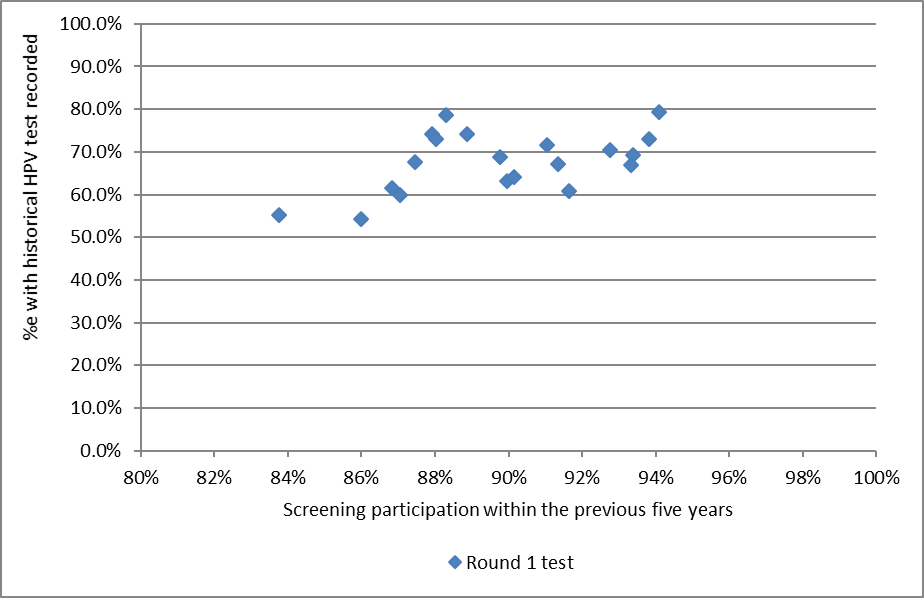 100.0%
90.0%
80.0%
70.0%
60.0%
50.0%
40.0%
30.0%
20.0%
10.0%
0.0%
%e with historical HPV test recorded
80% 82% 84% 86% 88% 90% 92% 94% 96% 98% 100%
Screening participation within the previous five years
Round 1 test